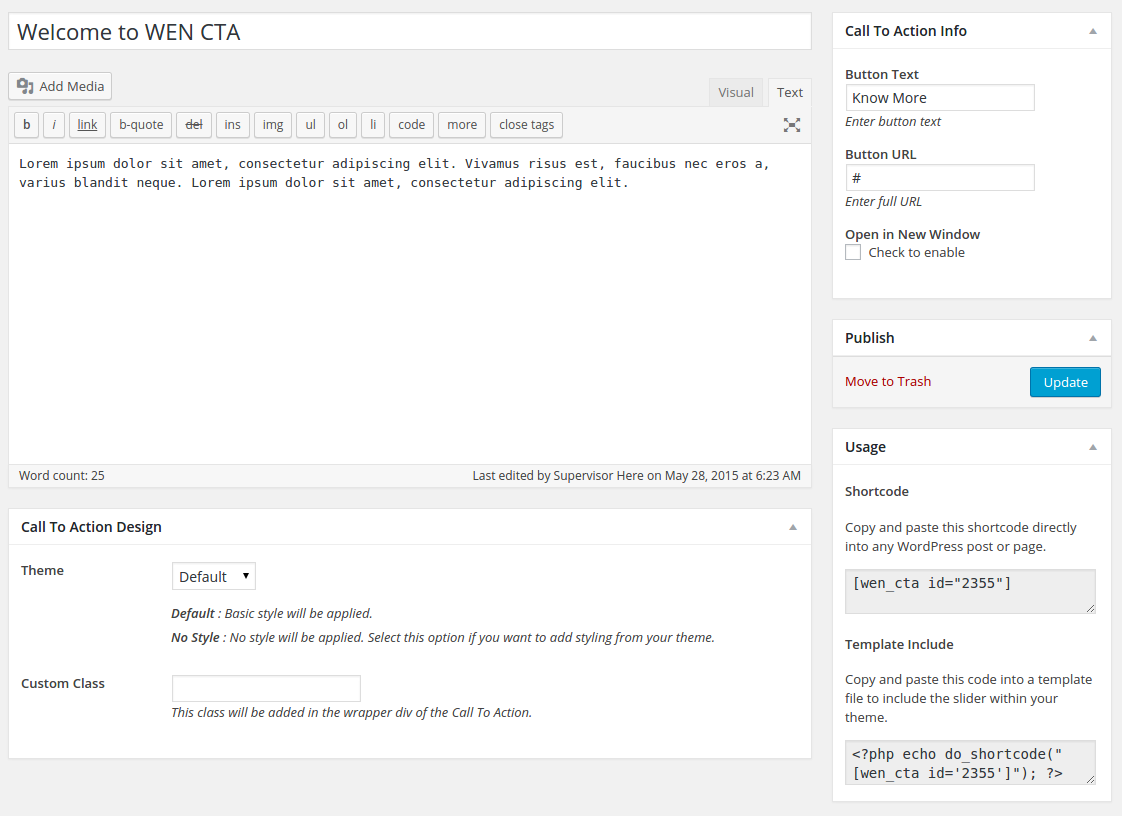 Welcome to WEN CTA
Add Media
Visual Text
b i link b-quote del ins img ul ol li code more close tags
Lorem ipsum dolor sit amet, consectetur adipiscing elit. Vivamus risus est, faucibus nec eros a,
varius blandit neque. Lorem ipsum dolor sit amet, consectetur adipiscing elit.
Word count: 25 Last edited by Supervisor Here on May 28, 2015 at 6:23 AM
Call To Action Design
Theme Default
Default : Basic style will be applied.
No Style : No style will be applied. Select this option if you want to add styling from your theme.
Custom Class
This class will be added in the wrapper div of the Call To Action.
Call To Action Info
Button Text
Know More
Enter button text
Button URL
#
Enter full URL
Open in New Window
Check to enable
Publish
Move to Trash Update
Usage
Shortcode
Copy and paste this shortcode directly
into any WordPress post or page.
[wen_cta id="2355"]
Template Include
Copy and paste this code into a template
file to include the slider within your
theme.
<?php echo do_shortcode("
[wen_cta id='2355']"); ?>